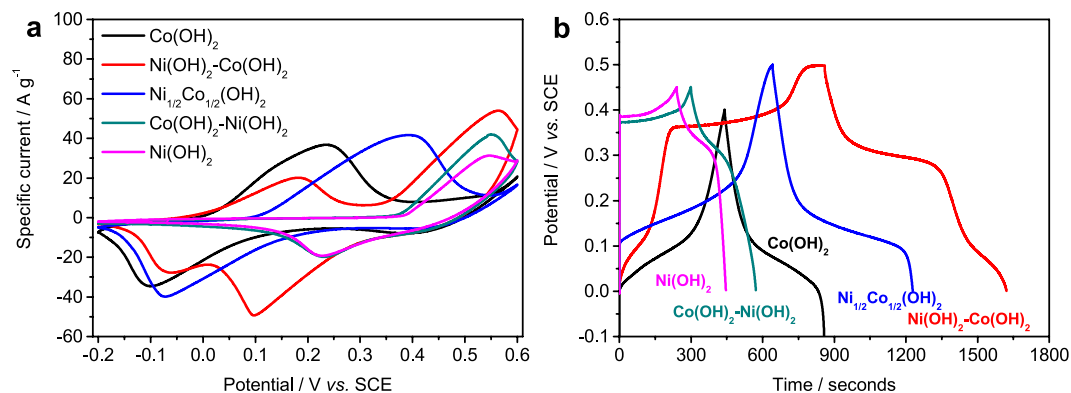 a
100
80
60
40
20
0
-20
-40
-60
Specific current / A g⁻¹
Co(OH)₂
Ni(OH)₂-Co(OH)₂
Ni₁/₂Co₁/₂(OH)₂
Co(OH)₂-Ni(OH)₂
Ni(OH)₂
-0.2 -0.1 0.0 0.1 0.2 0.3 0.4 0.5 0.6
Potential / V vs. SCE
b
0.5
0.4
0.3
0.2
0.1
0.0
-0.1
Potential / V vs. SCE
Co(OH)₂
Ni(OH)₂
Ni₁/₂Co₁/₂(OH)₂
Co(OH)₂-Ni(OH)₂
Ni(OH)₂-Co(OH)₂
0 300 600 900 1200 1500 1800
Time / seconds